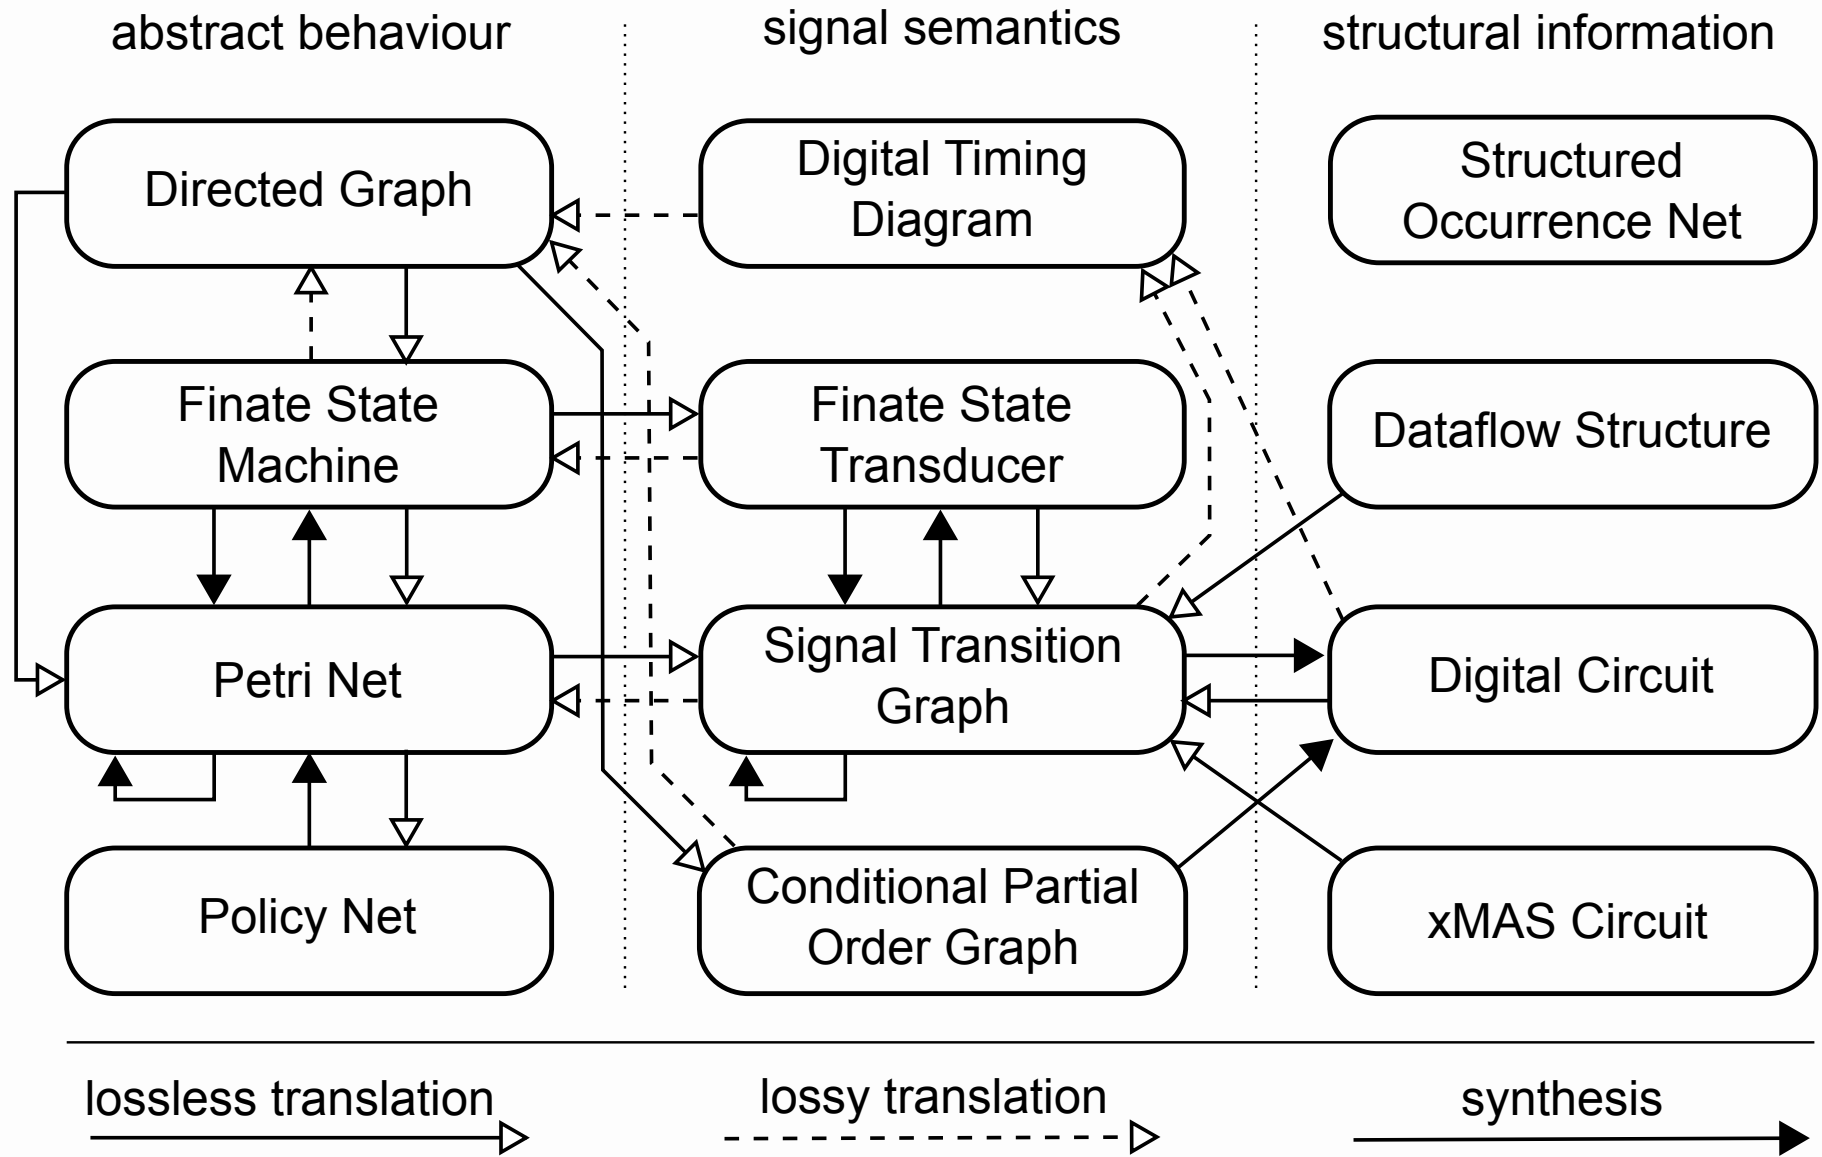 abstract behaviour
signal semantics
structural information
Directed Graph
Digital Timing
Diagram
Structured
Occurrence Net
Finate State
Machine
Finate State
Transducer
Dataflow Structure
Petri Net
Signal Transition
Graph
Digital Circuit
Policy Net
Conditional Partial
Order Graph
xMAS Circuit
lossless translation
lossy translation
synthesis